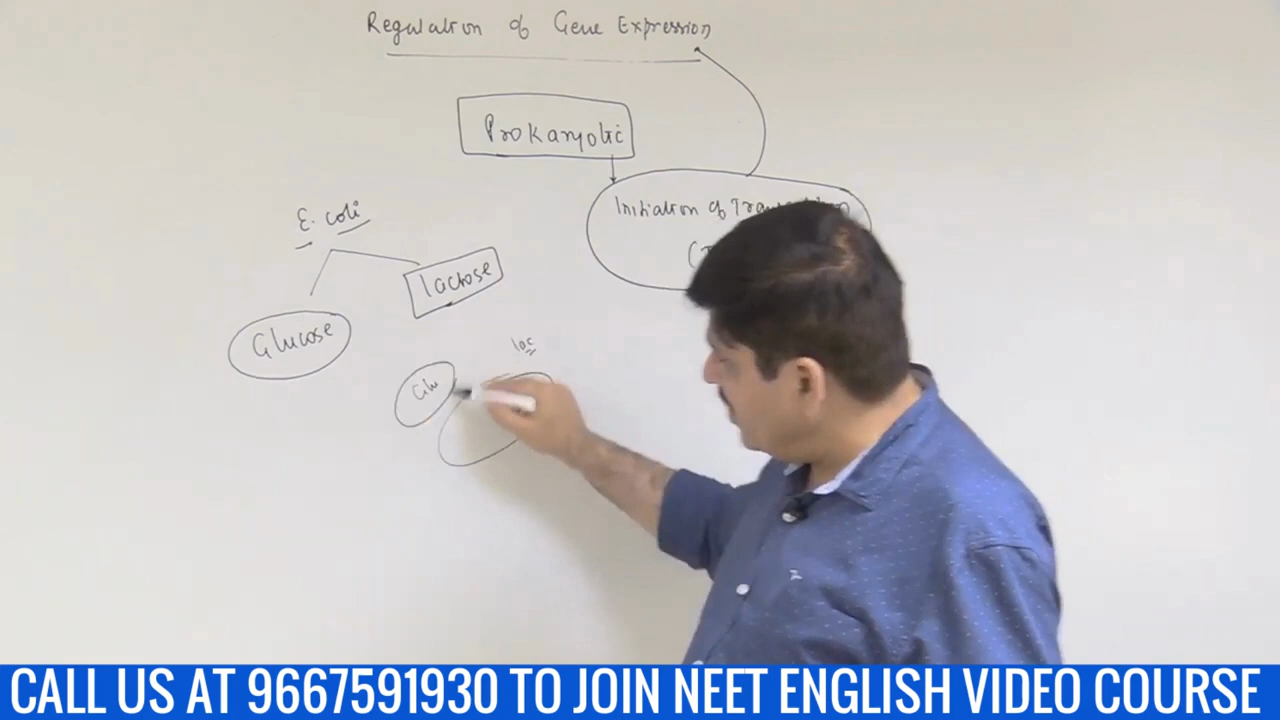 Regulation of Gene Expression
Prokaryotic
Initiation of
E. coli
lactose
Glucose
lac
Glu
CALL US AT 9667591930 TO JOIN NEET ENGLISH VIDEO COURSE